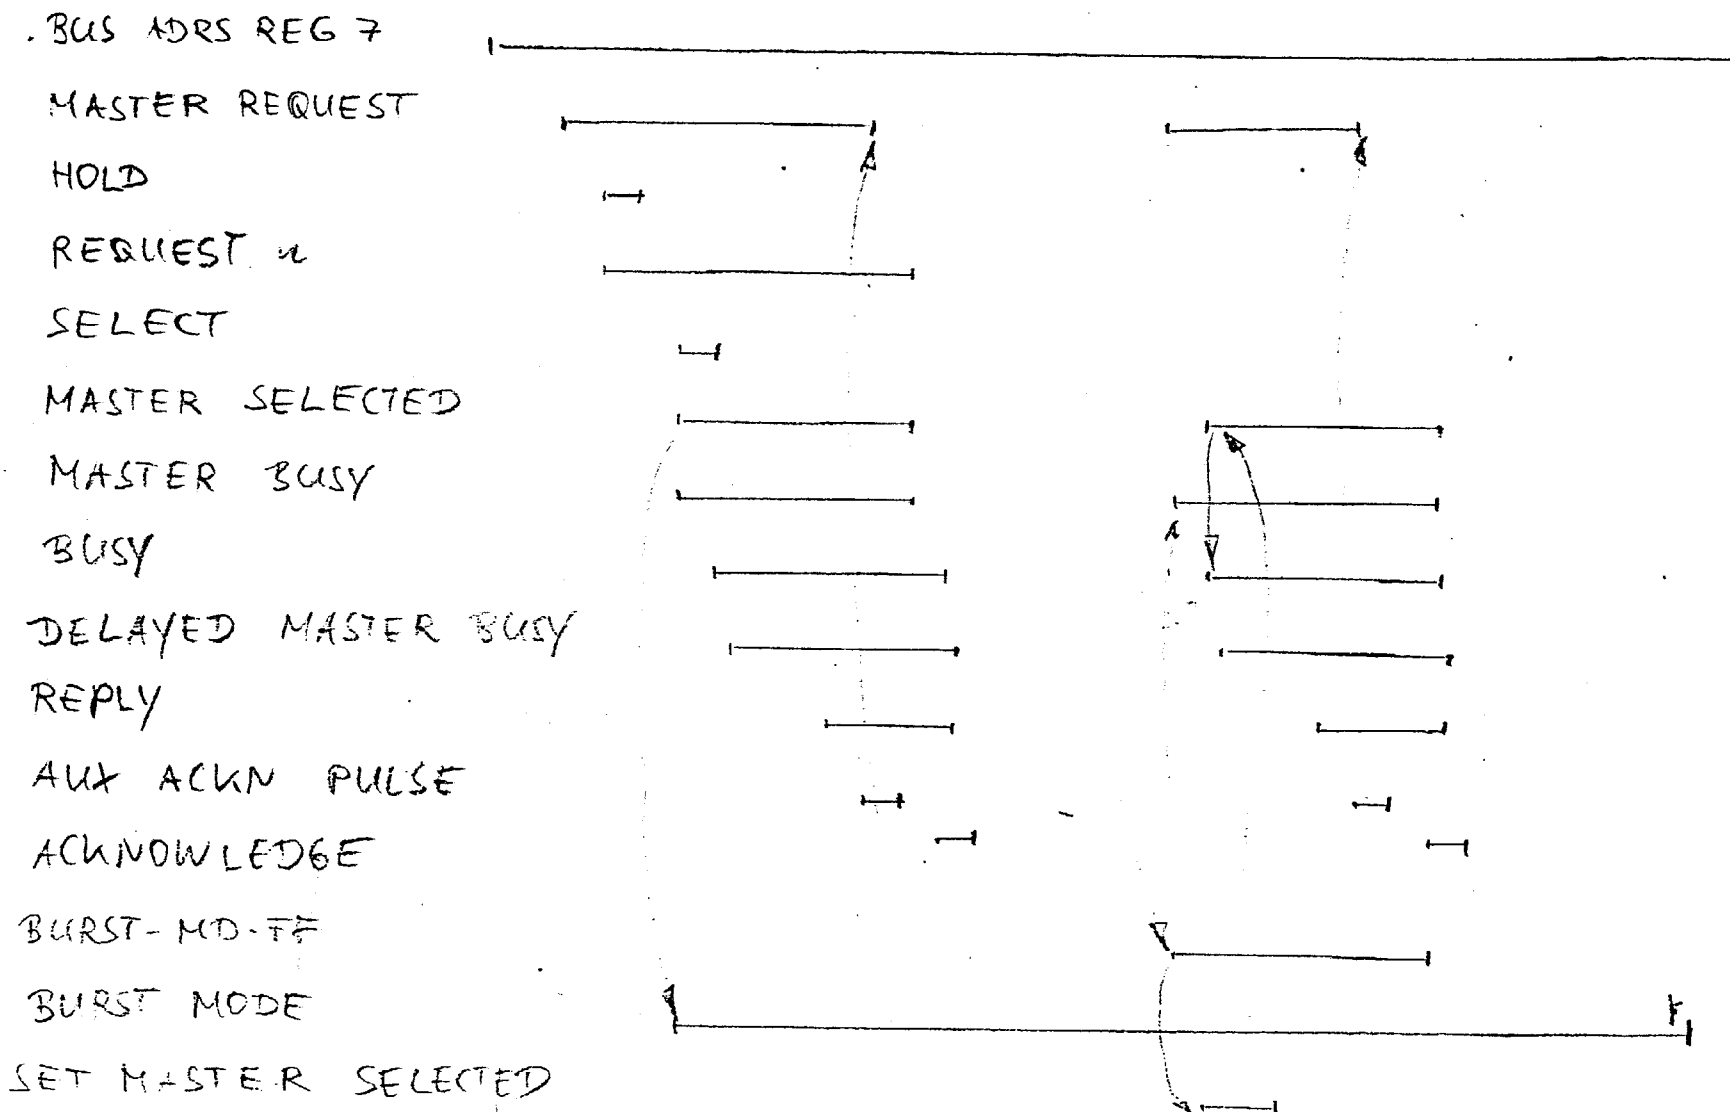 BUS ADRS REG 7
MASTER REQUEST
HOLD
REQUEST n
SELECT
MASTER SELECTED
MASTER BUSY
BUSY
DELAYED MASTER BUSY
REPLY
AUX ACKN PULSE
ACKNOWLEDGE
BURST-MD-FF
BURST MODE
SET MASTER SELECTED